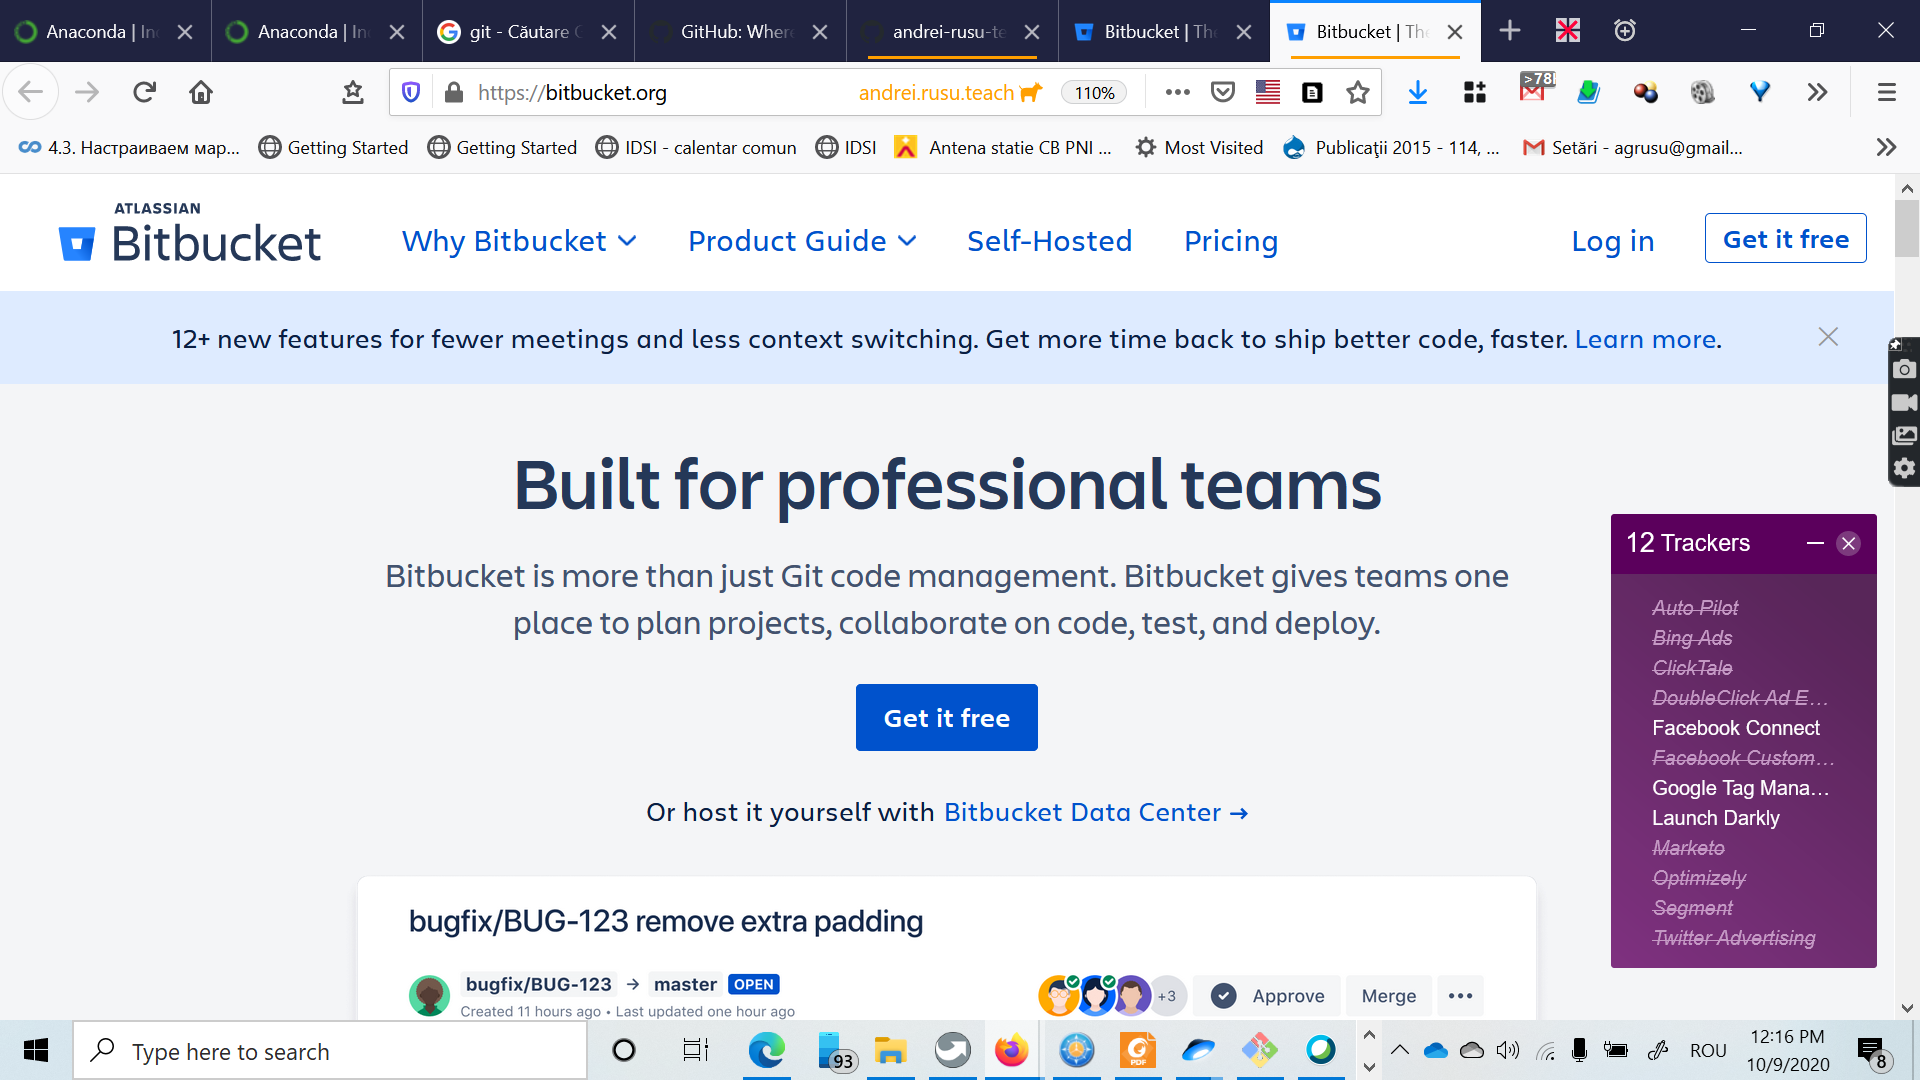 Anaconda | In
Anaconda | In
git - Căutare G
GitHub: Where
andrei-rusu-te
Bitbucket | The
Bitbucket | The
https://bitbucket.org
andrei.rusu.teach
110%
>78
4.3. Настраиваем мар...
Getting Started
Getting Started
IDSI - calentar comun
IDSI
Antena statie CB PNI ...
Most Visited
Publicaţii 2015 - 114, ...
Setări - agrusu@gmail...
ATLASSIAN
Bitbucket
Why Bitbucket
Product Guide
Self-Hosted
Pricing
Log in
Get it free
12+ new features for fewer meetings and less context switching. Get more time back to ship better code, faster. Learn more.
Built for professional teams
Bitbucket is more than just Git code management. Bitbucket gives teams one
place to plan projects, collaborate on code, test, and deploy.
Get it free
Or host it yourself with Bitbucket Data Center →
12 Trackers
Auto Pilot
Bing Ads
ClickTale
DoubleClick Ad E...
Facebook Connect
Facebook Custom...
Google Tag Mana...
Launch Darkly
Marketo
Optimizely
Segment
Twitter Advertising
bugfix/BUG-123 remove extra padding
bugfix/BUG-123 → master OPEN
Created 11 hours ago • Last updated one hour ago
+3
Approve
Merge
Type here to search
93
PDF
ROU
12:16 PM
10/9/2020
8